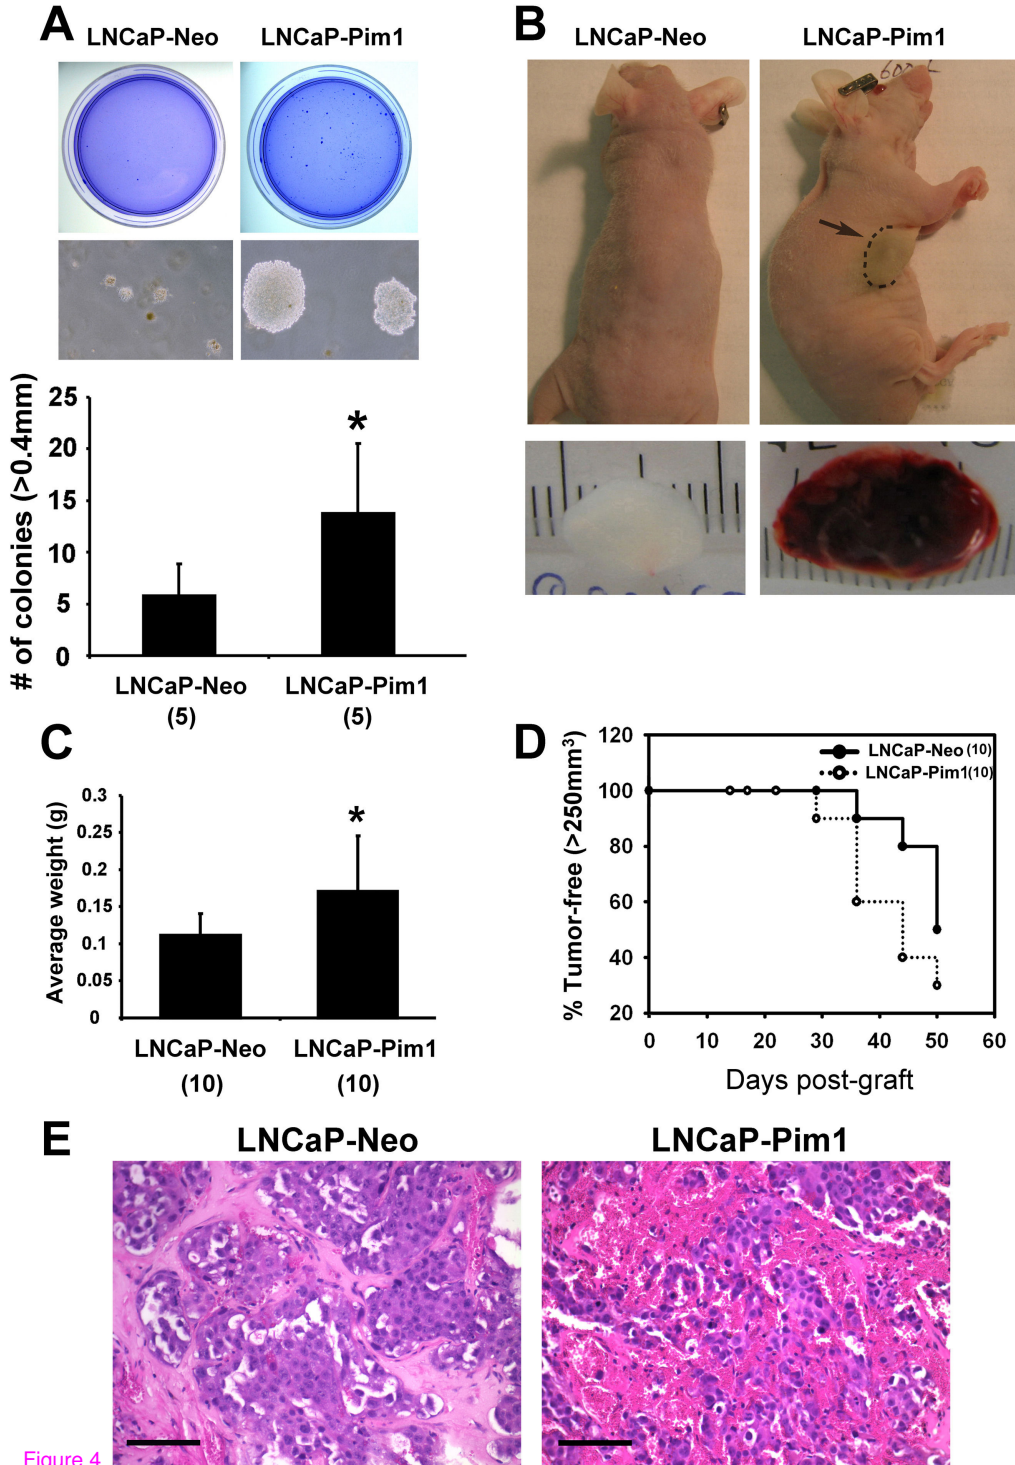 A
LNCaP-Neo LNCaP-Pim1
# of colonies (>0.4mm)
25
20
15
10
5
0
*
LNCaP-Neo LNCaP-Pim1
(5) (5)
B
LNCaP-Neo LNCaP-Pim1
C
Average weight (g)
0.3
0.25
0.2
0.15
0.1
0.05
0
*
LNCaP-Neo LNCaP-Pim1
(10) (10)
D
% Tumor-free (>250mm³)
120
100
80
60
40
20
LNCaP-Neo (10)
LNCaP-Pim1(10)
0 10 20 30 40 50 60
Days post-graft
E
LNCaP-Neo LNCaP-Pim1
Figure 4